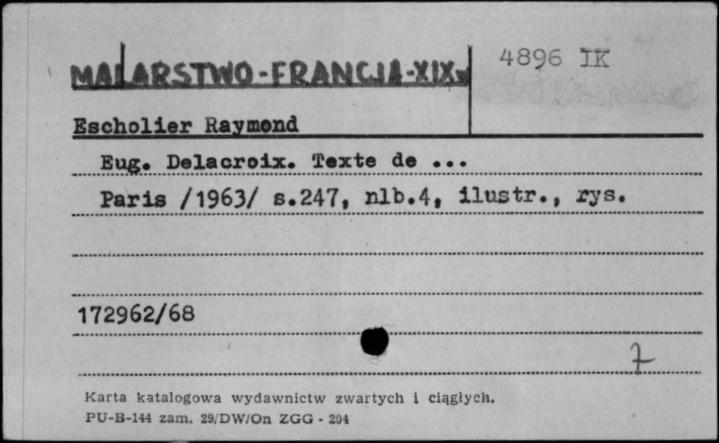 4896 IK
MALARSTWO-FRANCJA-XIXw
Escholier Raymond
Eug. Delacroix. Texte de ...
Paris /1963/ s.247, nlb.4, ilustr., rys.
172962/68
7
Karta katalogowa wydawnictw zwartych i ciągłych.
PU-B-144 zam. 29/DW/On ZGG - 204